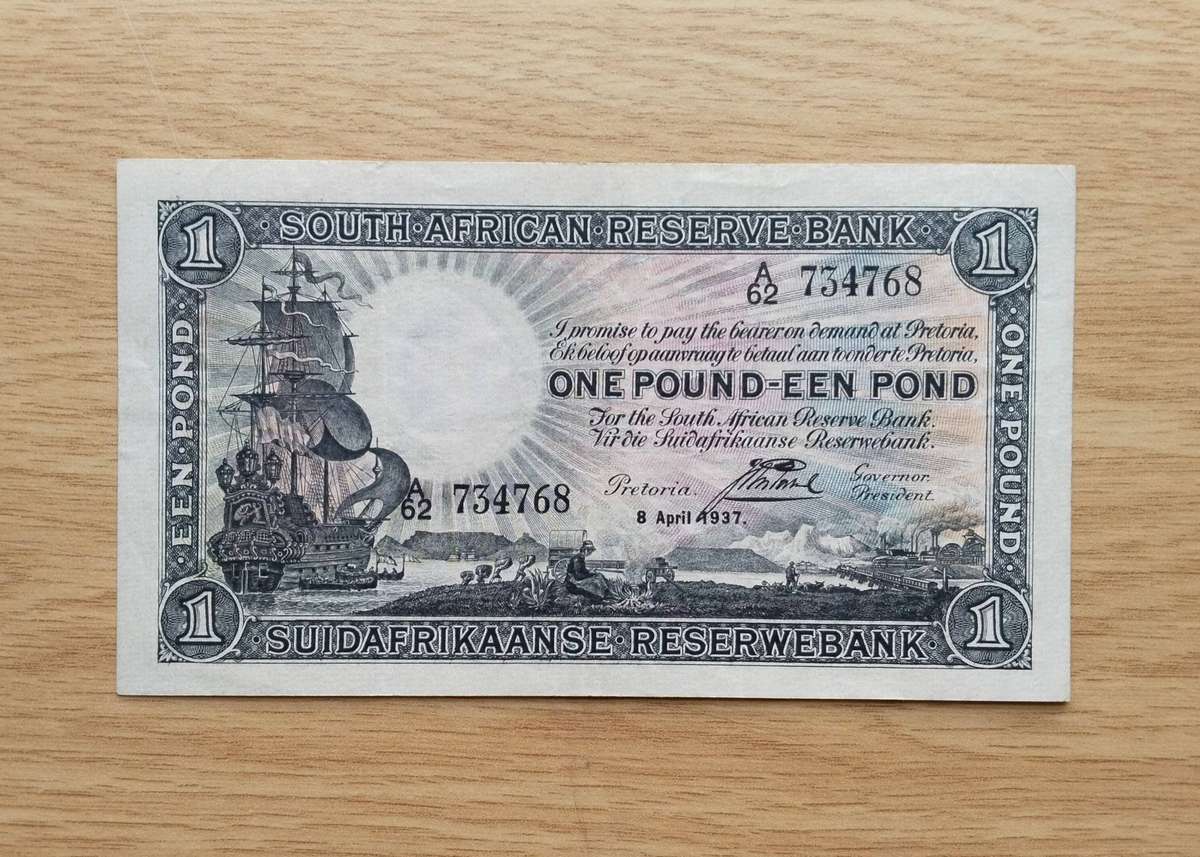 1 · SOUTH · AFRICAN · RESERVE · BANK · 1
A/62 734768
I promise to pay the bearer on demand at Pretoria,
Ek beloof op aanvraag te betaal aan toonder te Pretoria,
ONE POUND-EEN POND
For the South African Reserve Bank.
Vir die Suidafrikaanse Reserwebank.
Pretoria.
Governor.
President.
8 April 1937.
A/62 734768
· EEN · POND ·
· ONE · POUND ·
1 · SUIDAFRIKAANSE · RESERWEBANK · 1